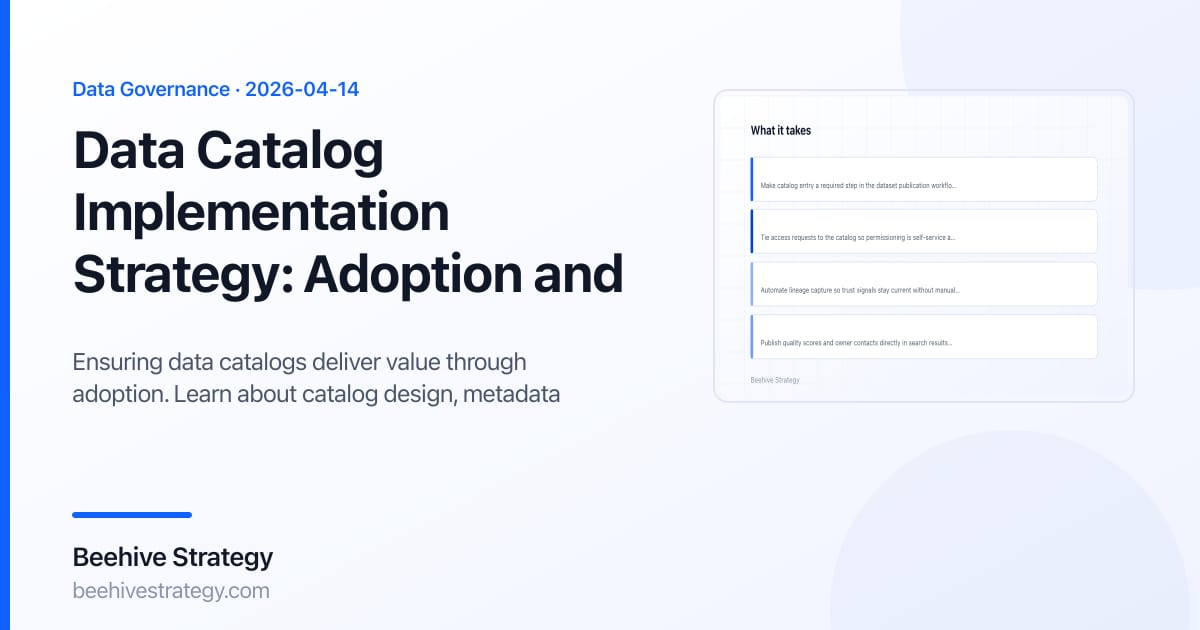 Data Governance · 2026-04-14
Data Catalog
Implementation
Strategy: Adoption and
Ensuring data catalogs deliver value through
adoption. Learn about catalog design, metadata
Beehive Strategy
beehivestrategy.com
What it takes
Make catalog entry a required step in the dataset publication workflo...
Tie access requests to the catalog so permissioning is self-service a...
Automate lineage capture so trust signals stay current without manual...
Publish quality scores and owner contacts directly in search results...
Beehive Strategy